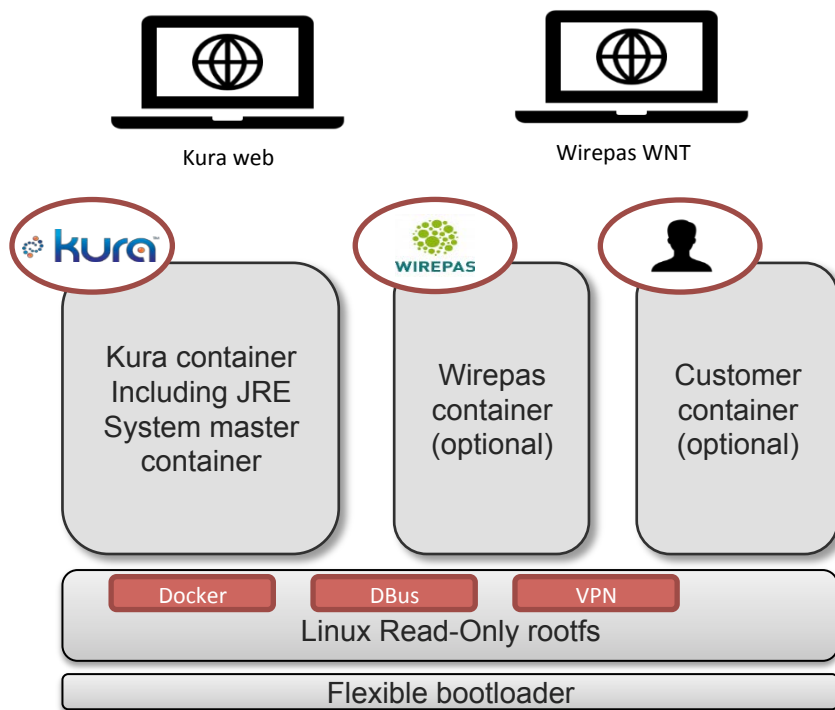 Kura web
Wirepas WNT
kura™
WIREPAS
Kura container
Including JRE
System master
container
Wirepas
container
(optional)
Customer
container
(optional)
Docker
DBus
VPN
Linux Read-Only rootfs
Flexible bootloader